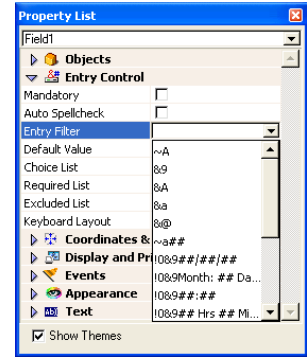 Property List
Field1
Objects
Entry Control
Mandatory
Auto Spellcheck
Entry Filter
Default Value
~A
Choice List
&9
Required List
&A
Excluded List
&a
Keyboard Layout
&@
~a##
Coordinates &
!0&9##/##/##
Display and Pri
!0&9Month: ## Da...
Events
!0&9##:##
Appearance
!0&9## Hrs ## Mi...
Text
Show Themes